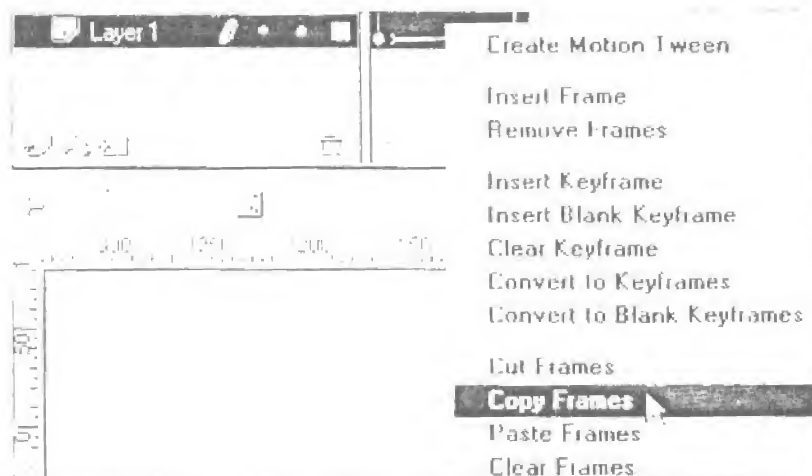 Layer 1
Create Motion Tween
Insert Frame
Remove Frames
Insert Keyframe
Insert Blank Keyframe
Clear Keyframe
Convert to Keyframes
Convert to Blank Keyframes
Cut Frames
Copy Frames
Paste Frames
Clear Frames
50